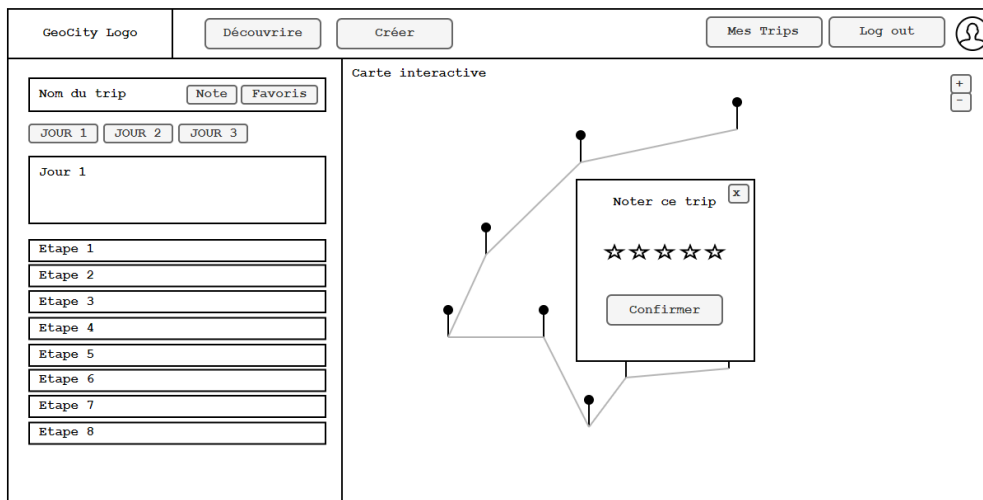 GeoCity Logo
Découvrire
Créer
Mes Trips
Log out
Nom du trip
Note
Favoris
JOUR 1
JOUR 2
JOUR 3
Jour 1
Etape 1
Etape 2
Etape 3
Etape 4
Etape 5
Etape 6
Etape 7
Etape 8
Carte interactive
+
-
x
Noter ce trip
Confirmer